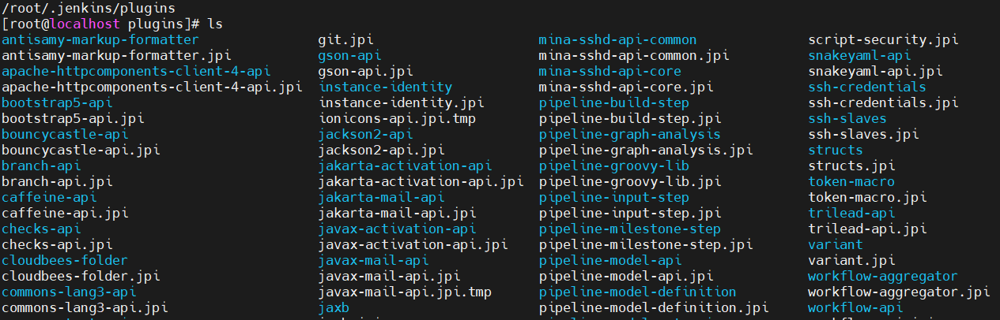 /root/.jenkins/plugins
[root@localhost plugins]# ls
antisamy-markup-formatter git.jpi mina-sshd-api-common script-security.jpi
antisamy-markup-formatter.jpi gson-api mina-sshd-api-common.jpi snakeyaml-api
apache-httpcomponents-client-4-api gson-api.jpi mina-sshd-api-core snakeyaml-api.jpi
apache-httpcomponents-client-4-api.jpi instance-identity mina-sshd-api-core.jpi ssh-credentials
bootstrap5-api instance-identity.jpi pipeline-build-step ssh-credentials.jpi
bootstrap5-api.jpi ionicons-api.jpi.tmp pipeline-build-step.jpi ssh-slaves
bouncycastle-api jackson2-api pipeline-graph-analysis ssh-slaves.jpi
bouncycastle-api.jpi jackson2-api.jpi pipeline-graph-analysis.jpi structs
branch-api jakarta-activation-api pipeline-groovy-lib structs.jpi
branch-api.jpi jakarta-activation-api.jpi pipeline-groovy-lib.jpi token-macro
caffeine-api jakarta-mail-api pipeline-input-step token-macro.jpi
caffeine-api.jpi jakarta-mail-api.jpi pipeline-input-step.jpi trilead-api
checks-api javax-activation-api pipeline-milestone-step trilead-api.jpi
checks-api.jpi javax-activation-api.jpi pipeline-milestone-step.jpi variant
cloudbees-folder javax-mail-api pipeline-model-api variant.jpi
cloudbees-folder.jpi javax-mail-api.jpi pipeline-model-api.jpi workflow-aggregator
commons-lang3-api javax-mail-api.jpi.tmp pipeline-model-definition workflow-aggregator.jpi
commons-lang3-api.jpi jaxb pipeline-model-definition.jpi workflow-api